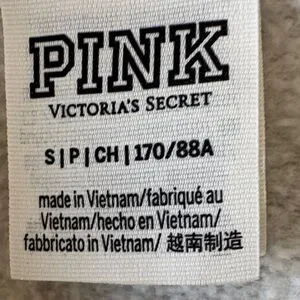 PINK
VICTORIA'S SECRET
S|P|CH|170/88A
made in Vietnam/fabriqué au
Vietnam/hecho en Vietnam/
fabbricato in Vietnam/ 越南制造